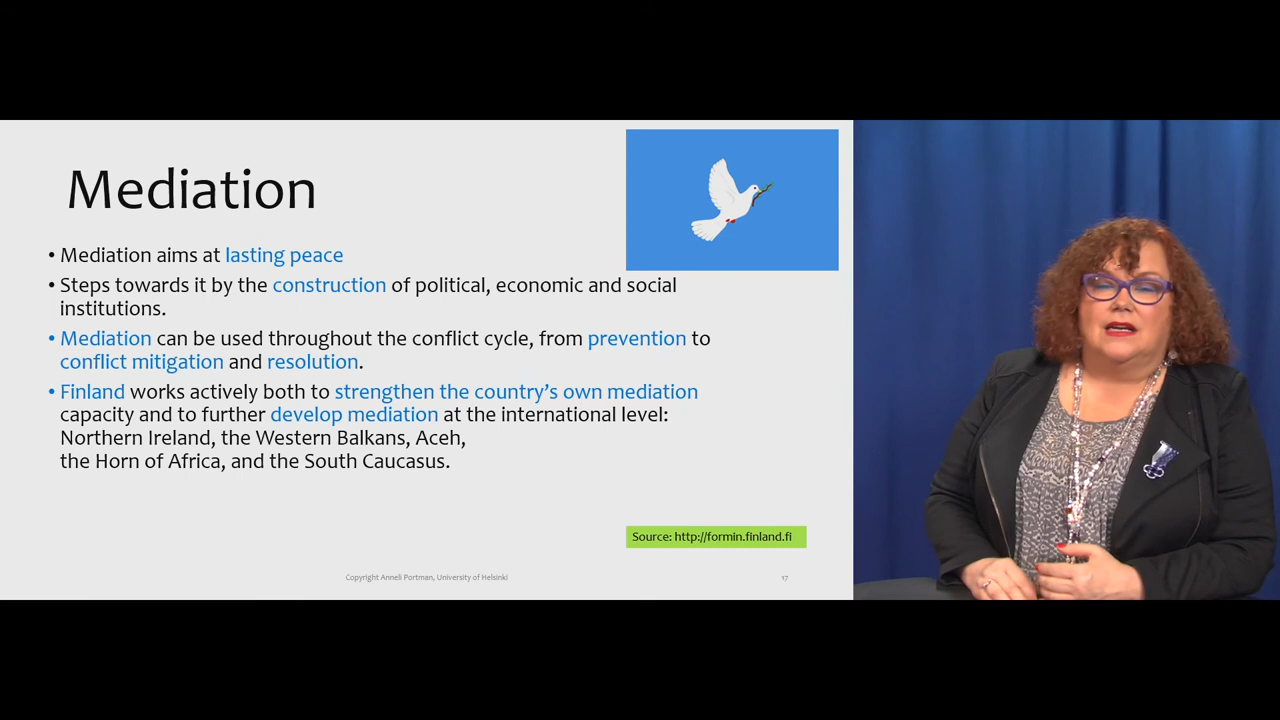 Mediation
• Mediation aims at lasting peace
• Steps towards it by the construction of political, economic and social
institutions.
• Mediation can be used throughout the conflict cycle, from prevention to
conflict mitigation and resolution.
• Finland works actively both to strengthen the country's own mediation
capacity and to further develop mediation at the international level:
Northern Ireland, the Western Balkans, Aceh,
the Horn of Africa, and the South Caucasus.
Source: http://formin.finland.fi
Copyright Anneli Portman, University of Helsinki
17